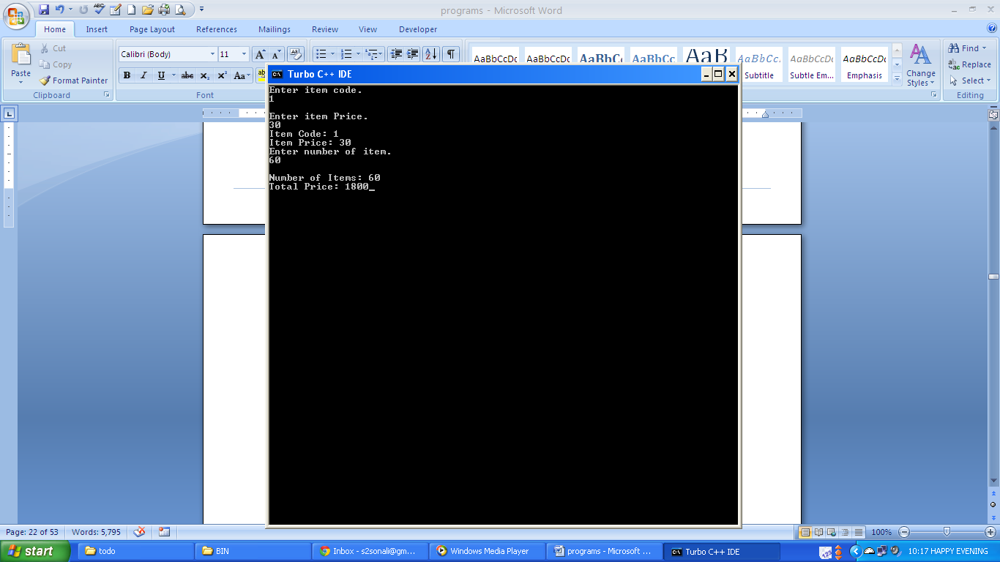 programs - Microsoft Word
Home Insert Page Layout References Mailings Review View Developer
Paste
Cut
Copy
Format Painter
Clipboard
Calibri (Body) 11
B I U abc X₂ X² Aa
Font
AaBbCcDc AaBbCcDc AaBbC AaBbCc AaB AaBbCc. AaBbCcDc AaBbCcDc
Subtitle Subtle Em... Emphasis
Change Styles
Find
Replace
Select
Editing
Turbo C++ IDE
Enter item code.
1
Enter item Price.
30
Item Code: 1
Item Price: 30
Enter number of item.
60
Number of Items: 60
Total Price: 1800_
Page: 22 of 53 Words: 5,795 100%
start todo BIN Inbox - s2sonali@gm... Windows Media Player programs - Microsoft ... Turbo C++ IDE 10:17 HAPPY EVENING